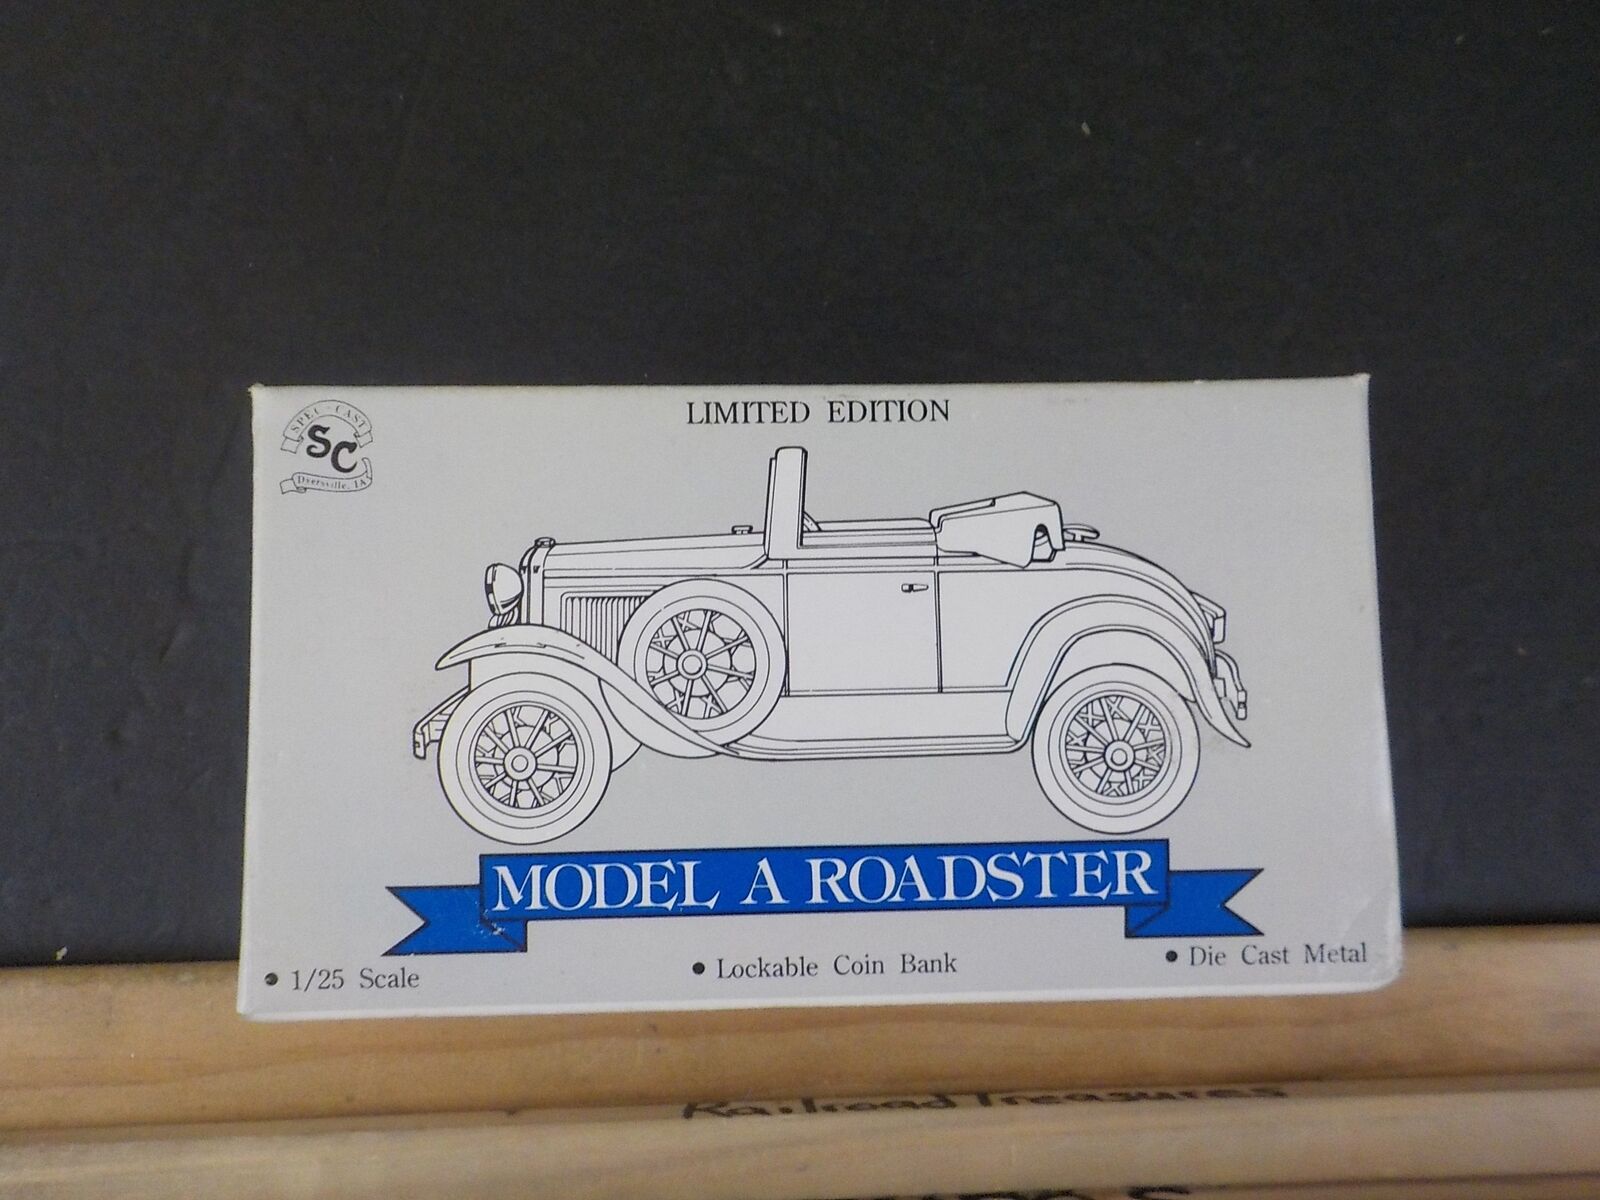 LIMITED EDITION
SPEC-CAST
SC
Dyersville, IA
MODEL A ROADSTER
• 1/25 Scale
• Lockable Coin Bank
• Die Cast Metal
Railroad Treasures